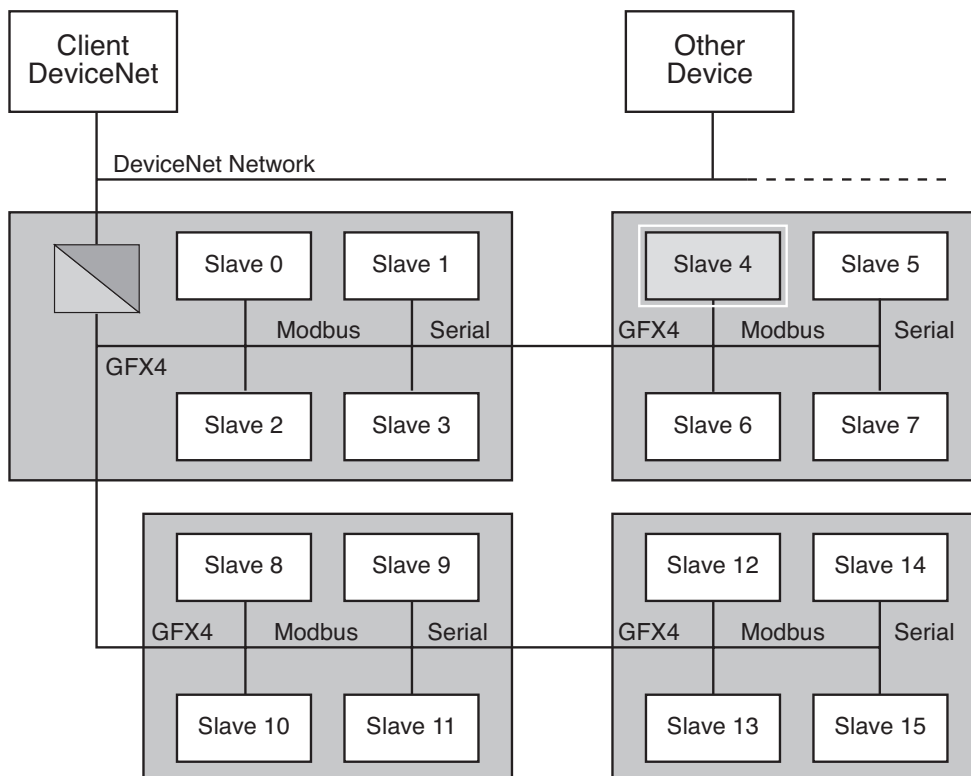 Client
DeviceNet
Other
Device
DeviceNet Network
Slave 0
Slave 1
Slave 4
Slave 5
Modbus
Serial
GFX4
Modbus
Serial
GFX4
Slave 2
Slave 3
Slave 6
Slave 7
Slave 8
Slave 9
Slave 12
Slave 14
GFX4
Modbus
Serial
GFX4
Modbus
Serial
Slave 10
Slave 11
Slave 13
Slave 15